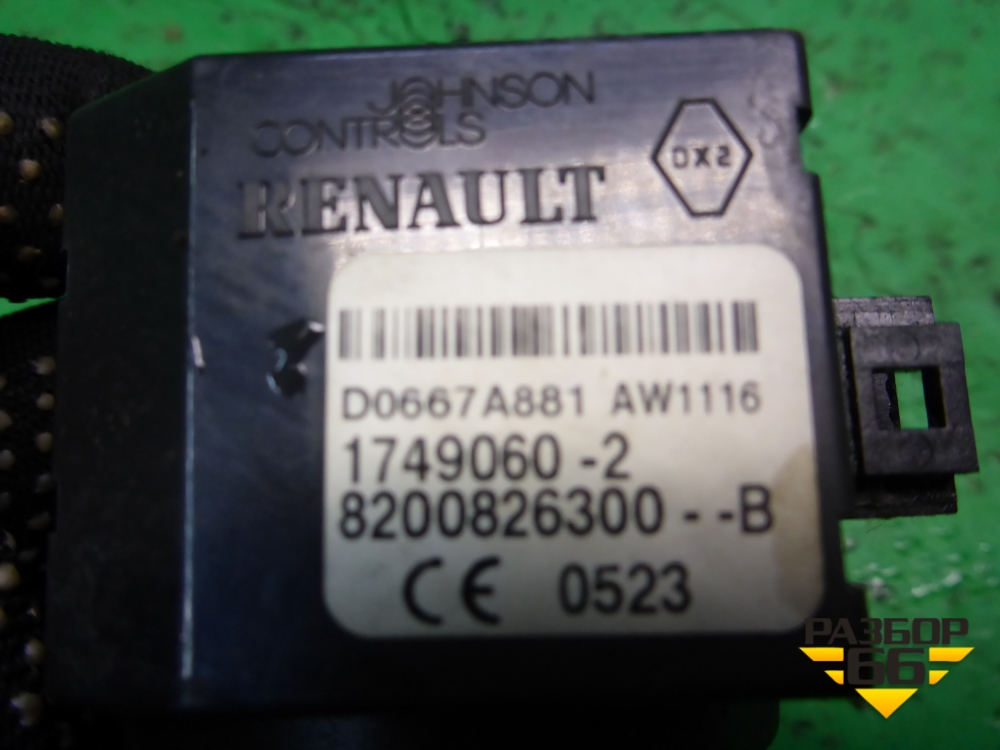 JOHNSON
CONTROLS
RENAULT
DX2
D0667A881 AW1116
1749060-2
8200826300--B
CE 0523
РАЗБОР
66